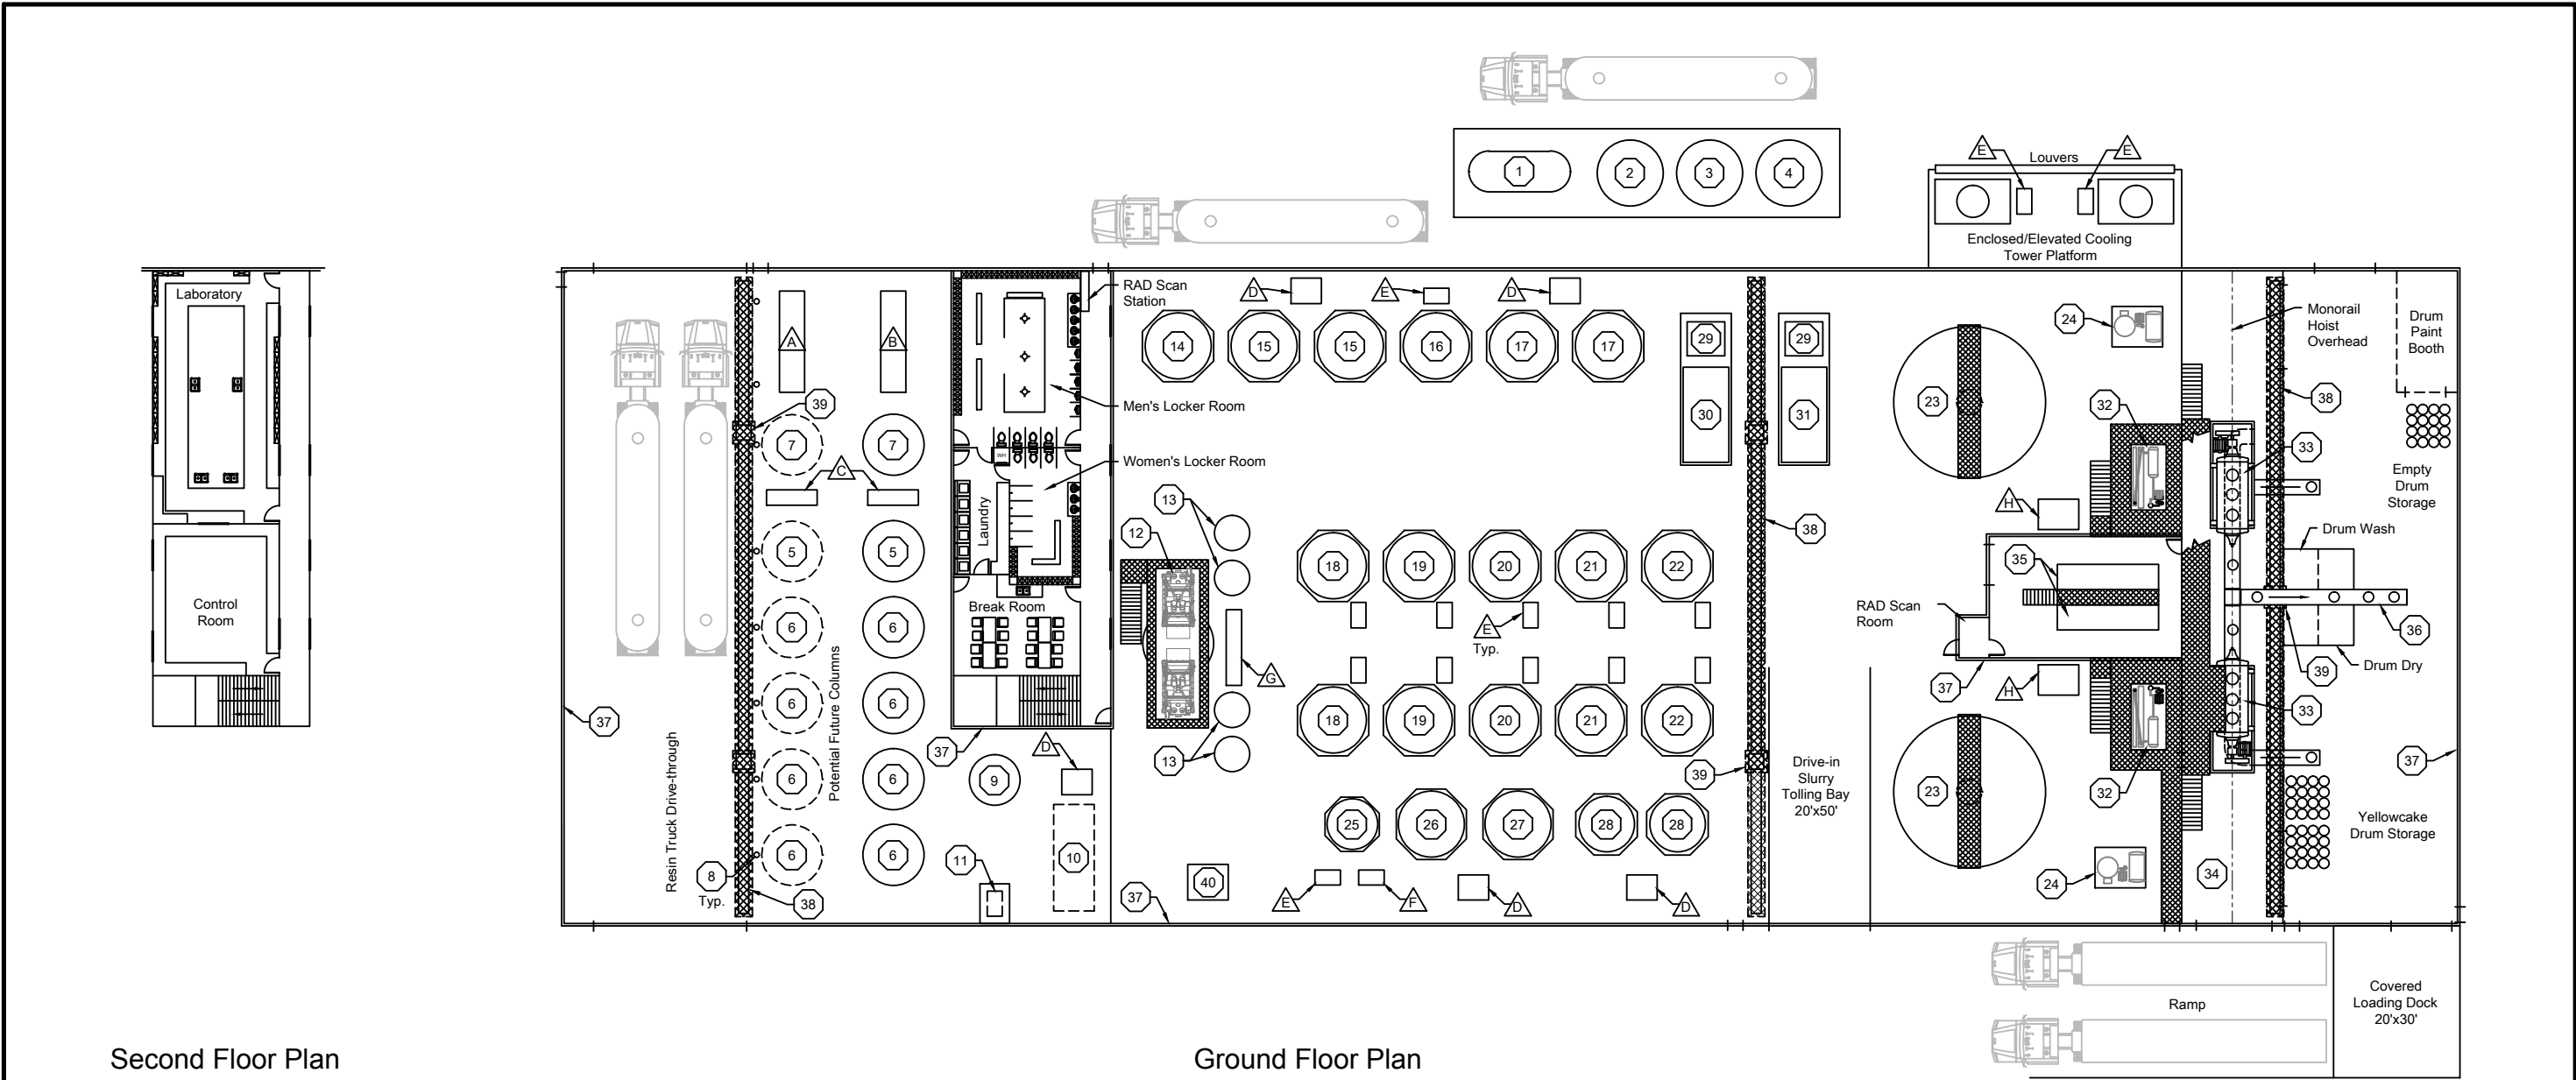 1
2
3
4
E
Louvers
E
Enclosed/Elevated Cooling
Tower Platform
Laboratory
Control
Room
Second Floor Plan
A
B
39
7
7
C
5
5
6
6
6
6
6
6
6
6
Potential Future Columns
Resin Truck Drive-through
37
8
Typ.
38
9
D
10
11
37
RAD Scan
Station
Men's Locker Room
Women's Locker Room
WH
Laundry
Break Room
D
E
D
14
15
15
16
17
17
13
12
G
13
18
19
20
21
22
E
Typ.
18
19
20
21
22
25
26
27
28
28
40
37
E
F
D
D
29
29
30
31
38
39
Drive-in
Slurry
Tolling Bay
20'x50'
23
24
32
H
35
RAD Scan
Room
37
H
23
32
24
34
Monorail
Hoist
Overhead
Drum
Paint
Booth
38
33
Empty
Drum
Storage
Drum Wash
36
39
Drum Dry
33
37
Yellowcake
Drum Storage
Ramp
Covered
Loading Dock
20'x30'
Ground Floor Plan